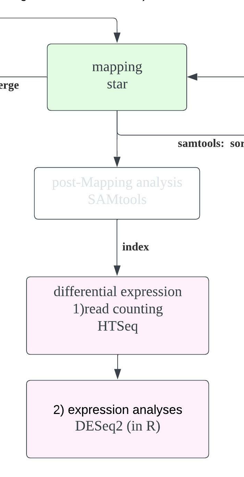 mapping
star
erge
samtools: sor
post-Mapping analysis
SAMtools
index
differential expression
1)read counting
HTSeq
2) expression analyses
DESeq2 (in R)